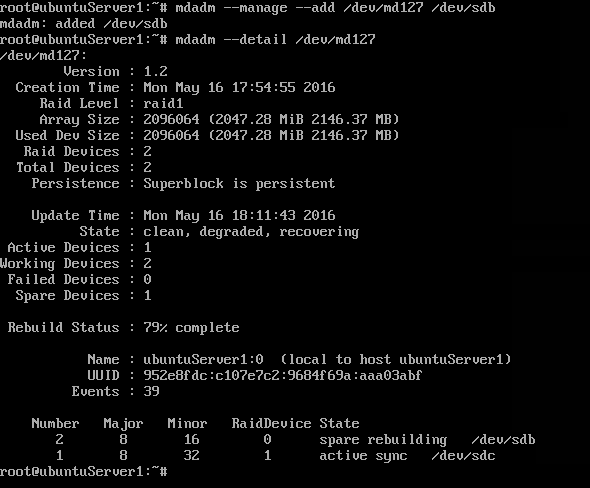 root@ubuntuServer1:~# mdadm --manage --add /dev/md127 /dev/sdb
mdadm: added /dev/sdb
root@ubuntuServer1:~# mdadm --detail /dev/md127
/dev/md127:
Version : 1.2
Creation Time : Mon May 16 17:54:55 2016
Raid Level : raid1
Array Size : 2096064 (2047.28 MiB 2146.37 MB)
Used Dev Size : 2096064 (2047.28 MiB 2146.37 MB)
Raid Devices : 2
Total Devices : 2
Persistence : Superblock is persistent
Update Time : Mon May 16 18:11:43 2016
State : clean, degraded, recovering
Active Devices : 1
Working Devices : 2
Failed Devices : 0
Spare Devices : 1
Rebuild Status : 79% complete
Name : ubuntuServer1:0  (local to host ubuntuServer1)
UUID : 952e8fdc:c107e7c2:9684f69a:aaa03abf
Events : 39
Number   Major   Minor   RaidDevice State
2       8       16        0      spare rebuilding   /dev/sdb
1       8       32        1      active sync   /dev/sdc
root@ubuntuServer1:~#